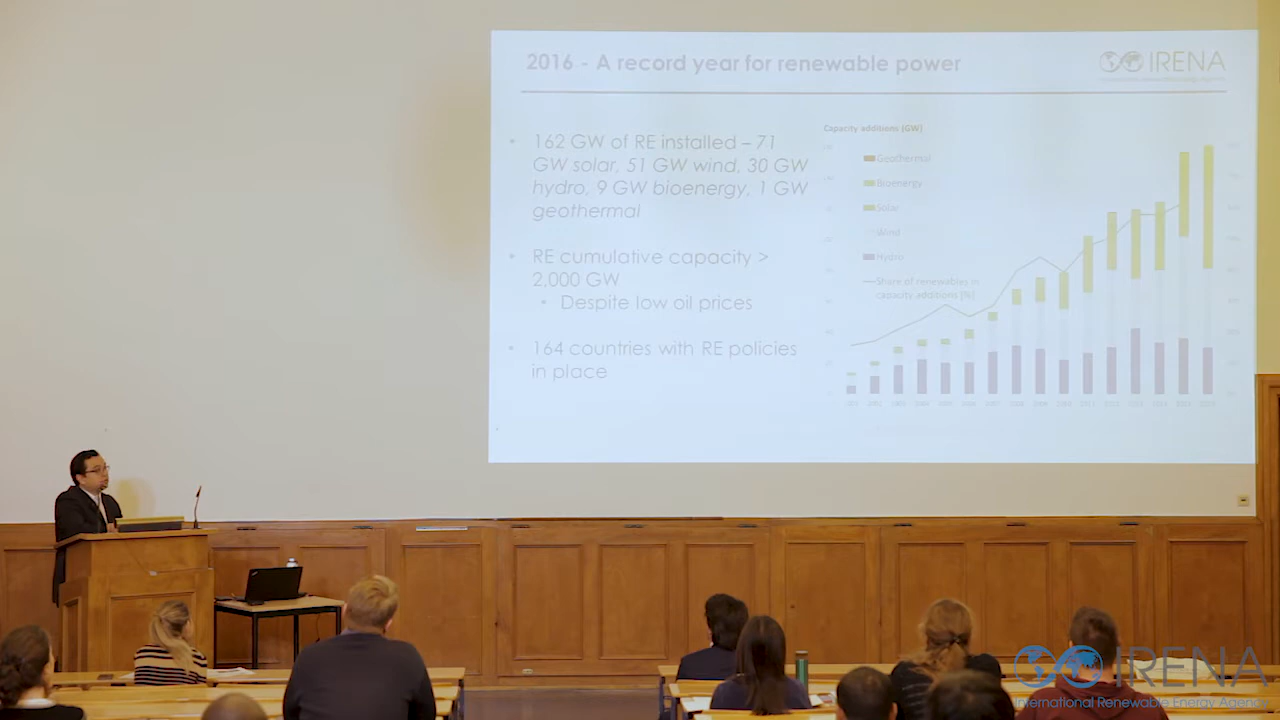 2016 - A record year for renewable power
IRENA
• 162 GW of RE installed – 71
GW solar, 51 GW wind, 30 GW
hydro, 9 GW bioenergy, 1 GW
geothermal
• RE cumulative capacity >
2,000 GW
• Despite low oil prices
• 164 countries with RE policies
in place
Capacity additions [GW]
Geothermal
Bioenergy
Solar
Wind
Hydro
Share of renewables in
capacity additions [%]
IRENA
International Renewable Energy Agency